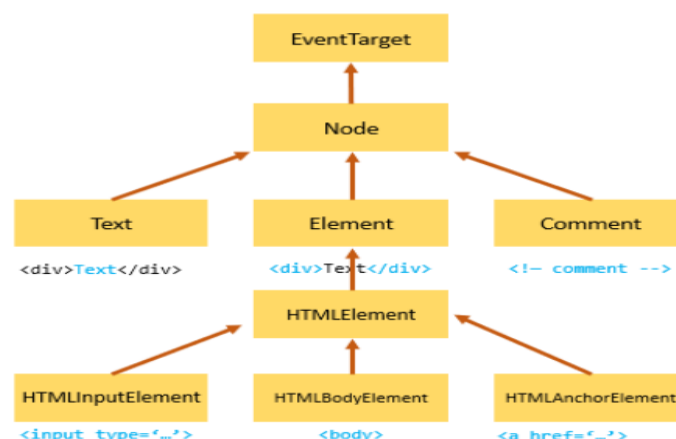 EventTarget
Node
Text
Element
Comment
<div>Text</div>
<div>Text</div>
<!— comment -->
HTMLElement
HTMLInputElement
HTMLBodyElement
HTMLAnchorElement
<input type=‘…’>
<body>
<a href=‘…’>